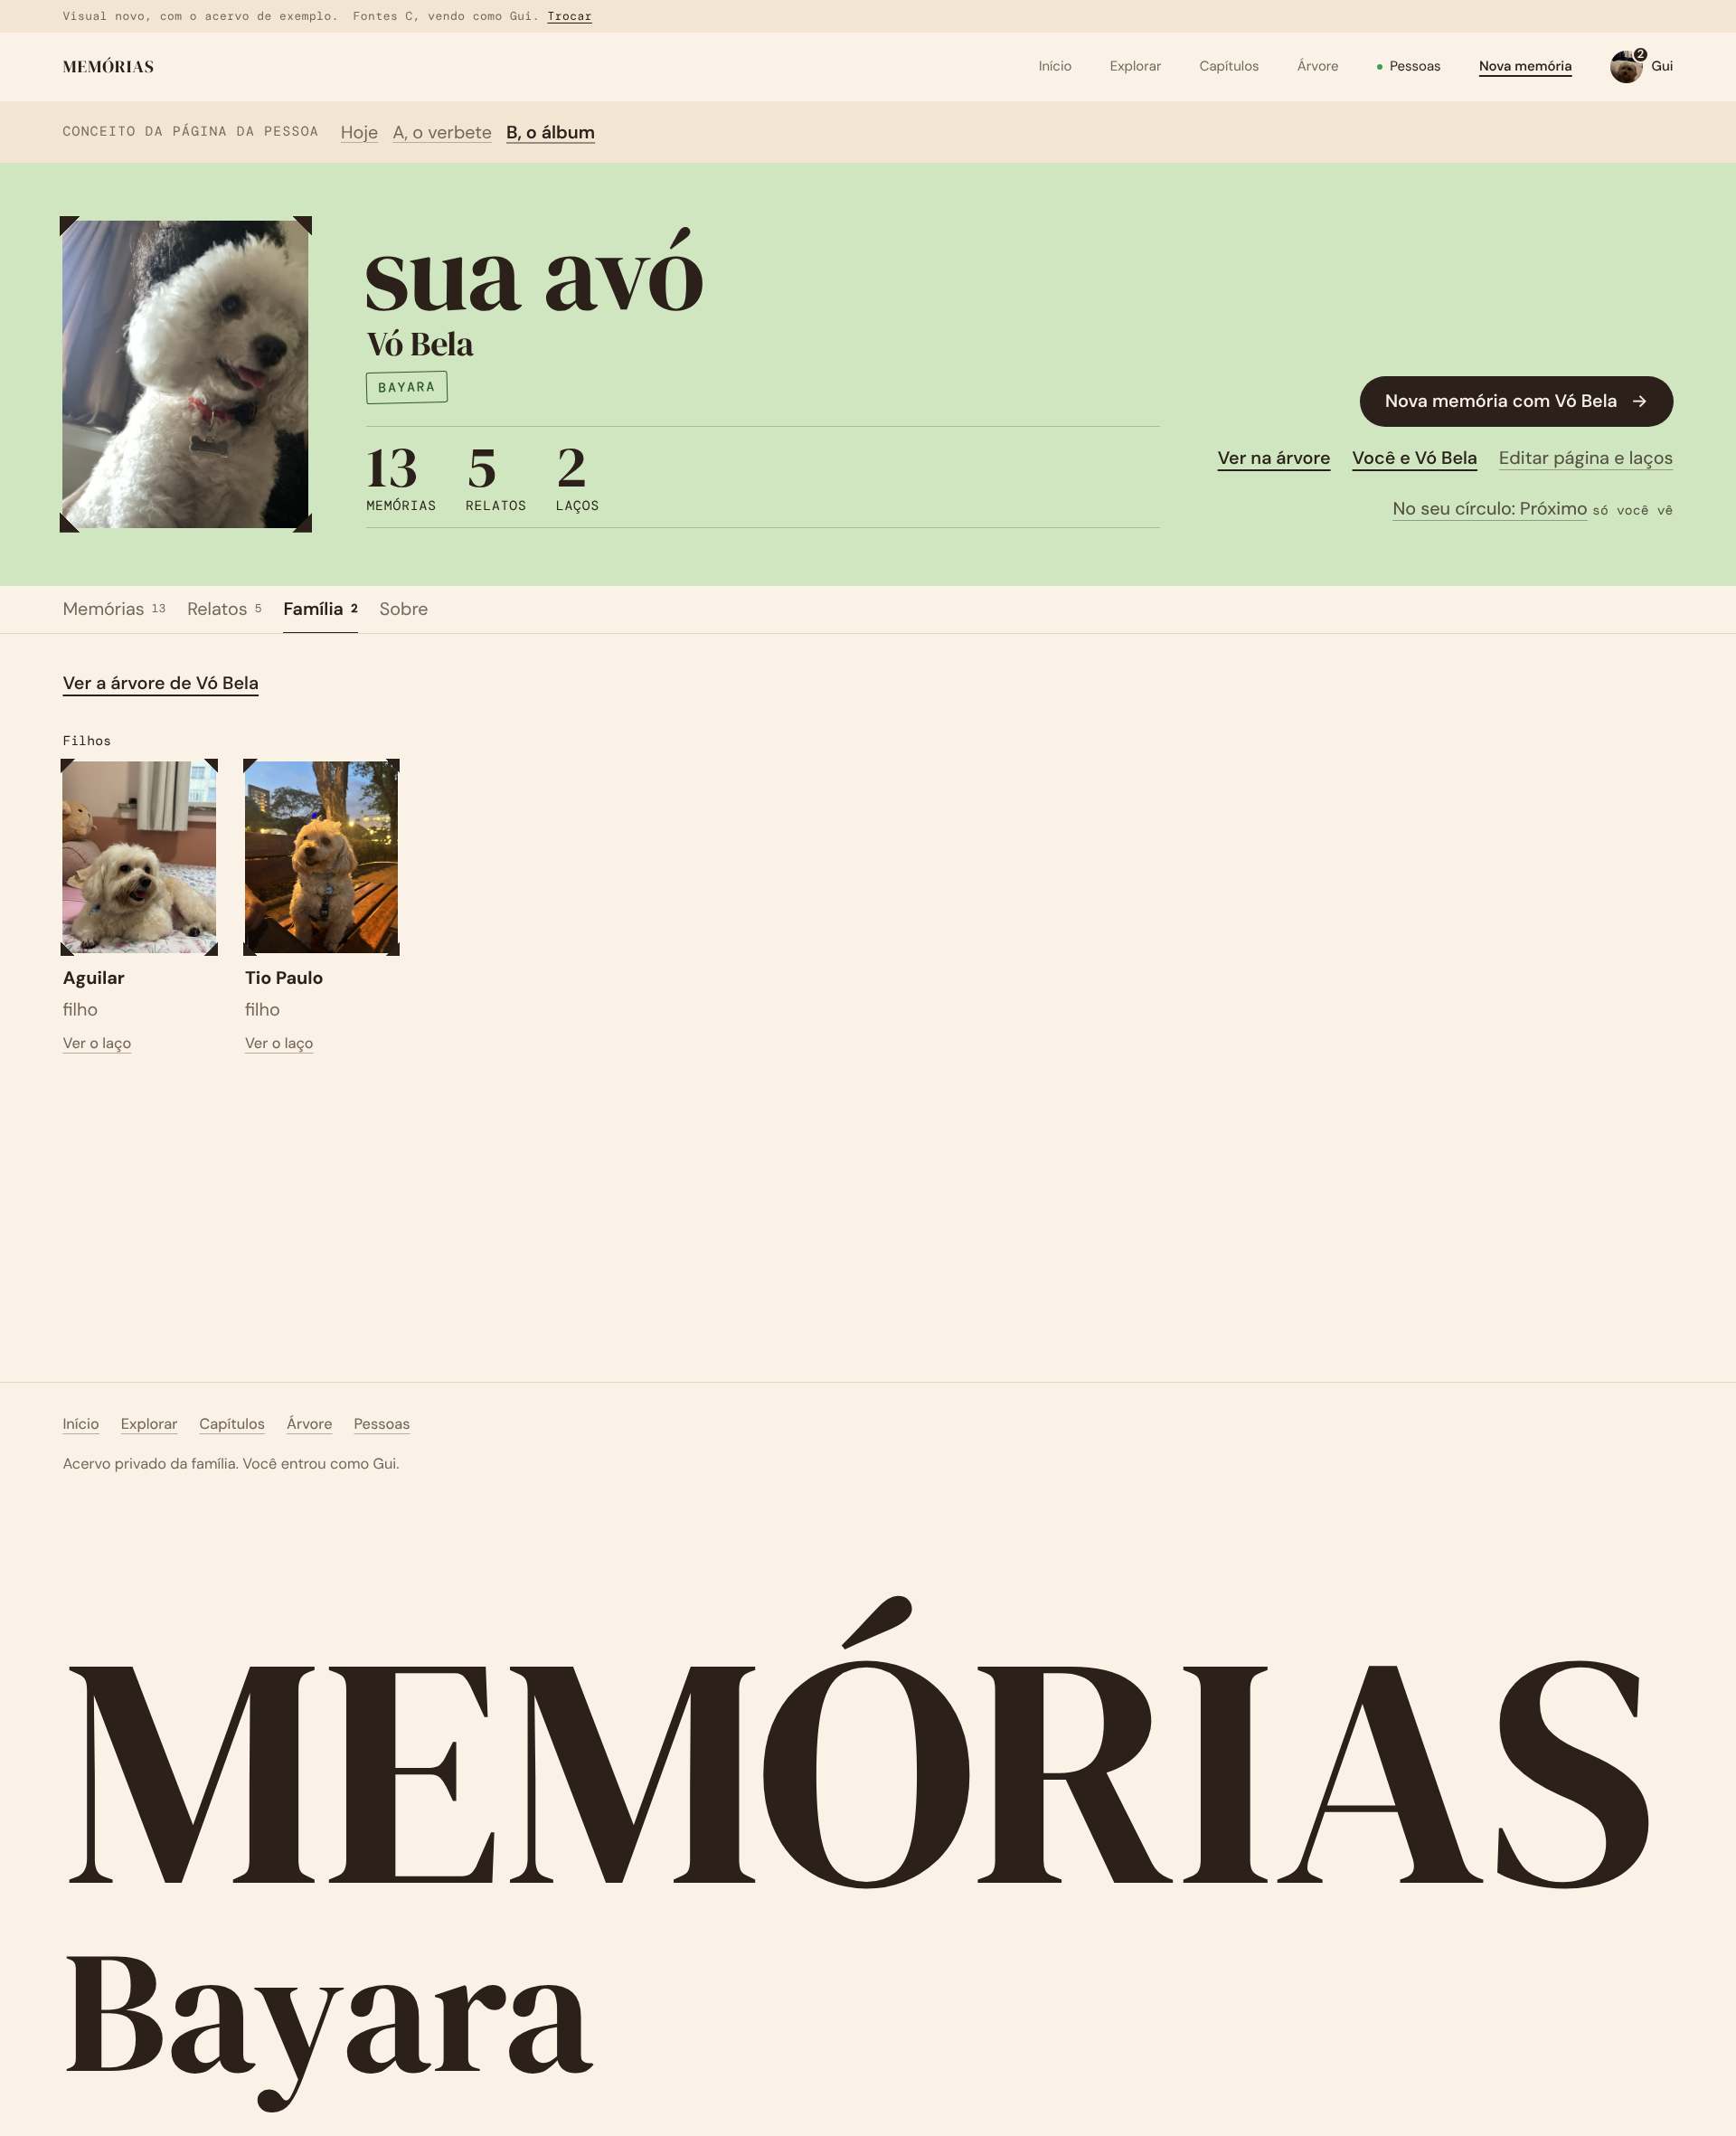 Visual novo, com o acervo de exemplo. Fontes C, vendo como Gui. Trocar
MEMÓRIAS
Início Explorar Capítulos Árvore Pessoas Nova memória 2 Gui
CONCEITO DA PÁGINA DA PESSOA Hoje A, o verbete B, o álbum
sua avó
Vó Bela
BAYARA
13 5 2
MEMÓRIAS RELATOS LAÇOS
Nova memória com Vó Bela →
Ver na árvore Você e Vó Bela Editar página e laços
No seu círculo: Próximo só você vê
Memórias 13 Relatos 5 Família 2 Sobre
Ver a árvore de Vó Bela
Filhos
Aguilar Tio Paulo
filho filho
Ver o laço Ver o laço
Início Explorar Capítulos Árvore Pessoas
Acervo privado da família. Você entrou como Gui.
MEMÓRIAS
Bayara